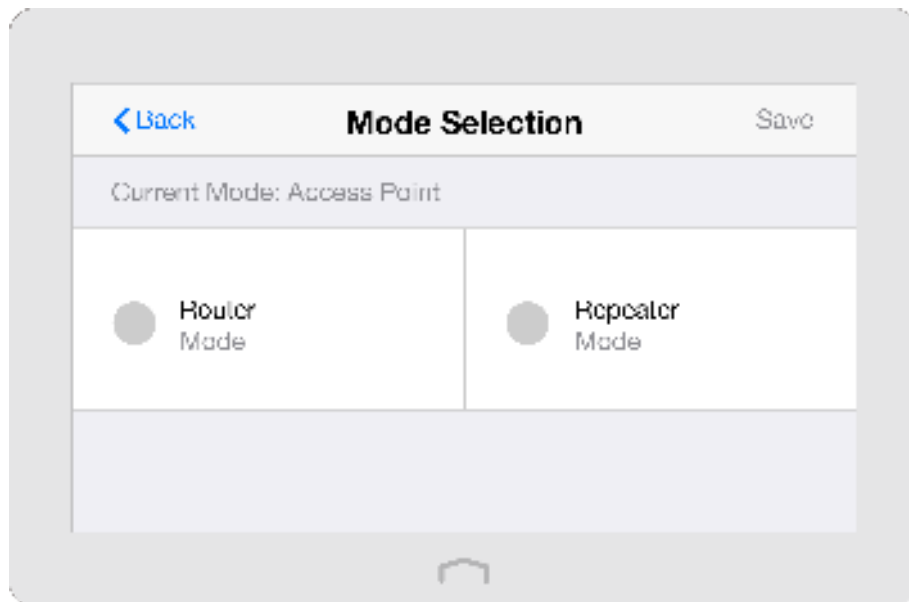 Back Mode Selection Save
Current Mode: Access Point
Router Repeater
Mode Mode